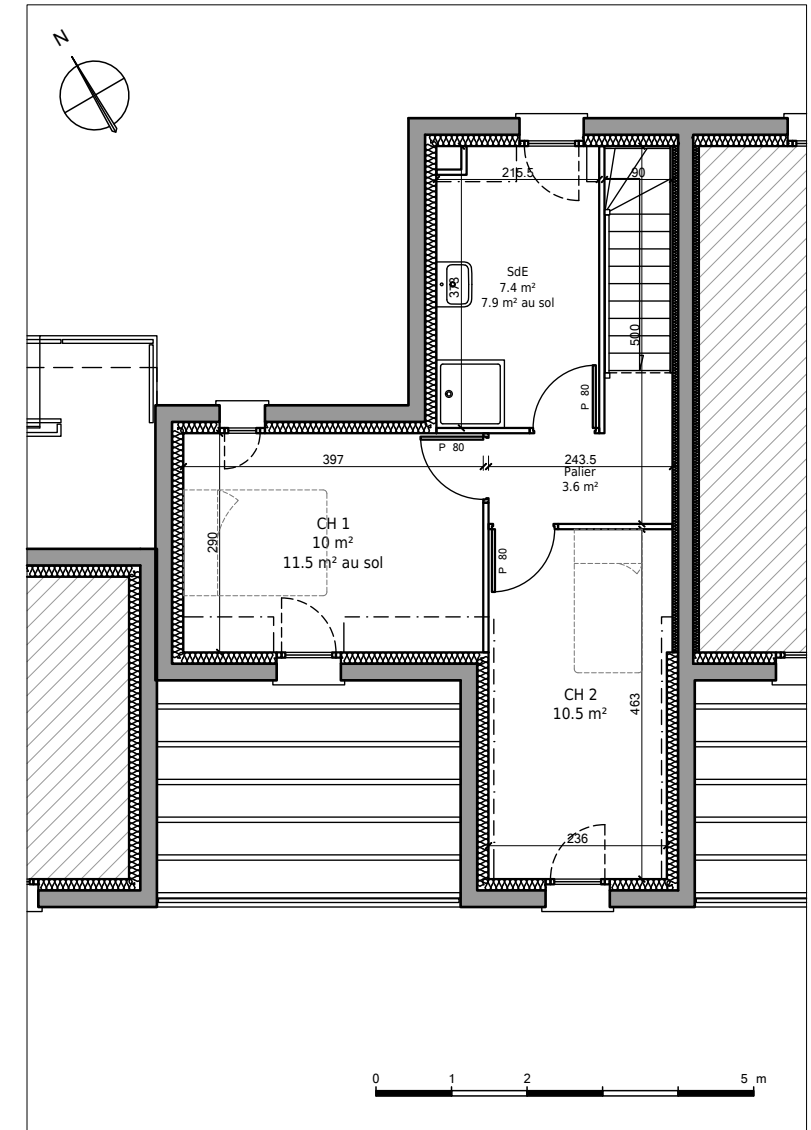 N
215.5
90
SdE
7.4 m²
7.9 m² au sol
378
500
P 80
P 80
397
243.5
Palier
3.6 m²
290
CH 1
10 m²
11.5 m² au sol
P 80
CH 2
10.5 m²
463
236
0 1 2 5 m